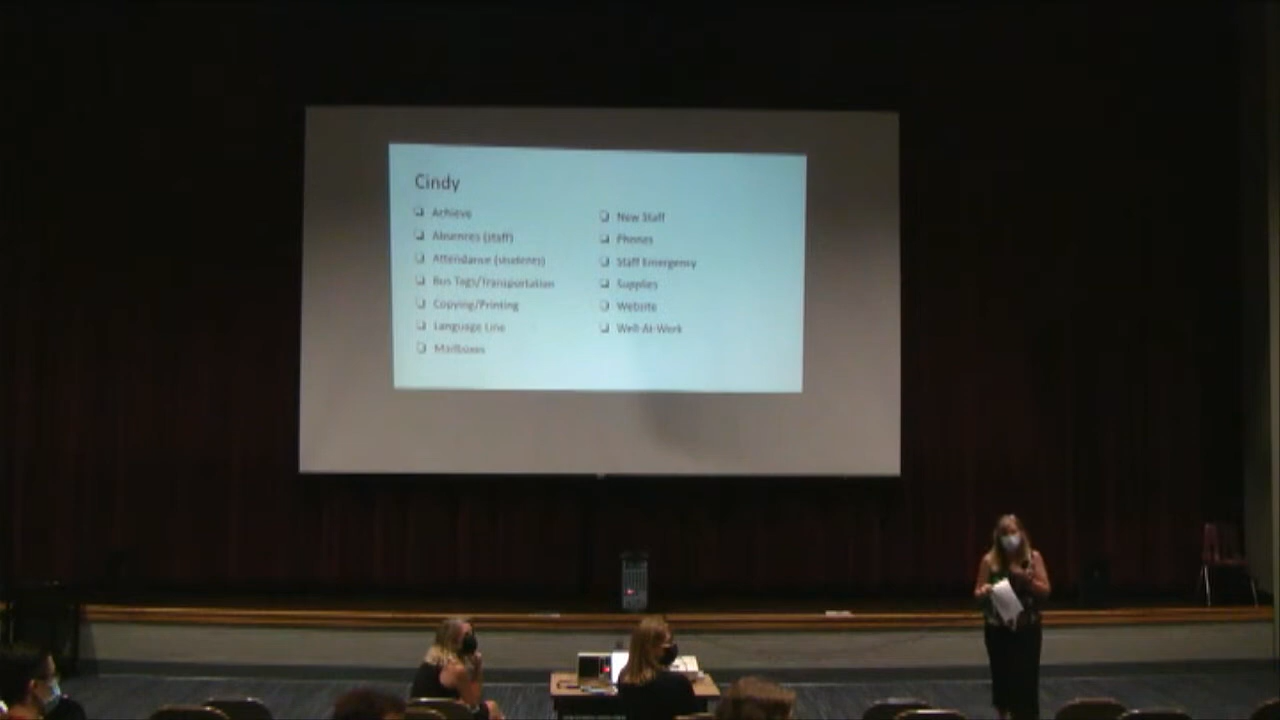 Cindy
Achieve
Absences (staff)
Attendance (students)
Bus Tags/Transportation
Copying/Printing
Language Line
Mailboxes
New Staff
Phones
Staff Emergency
Supplies
Website
Well-At-Work